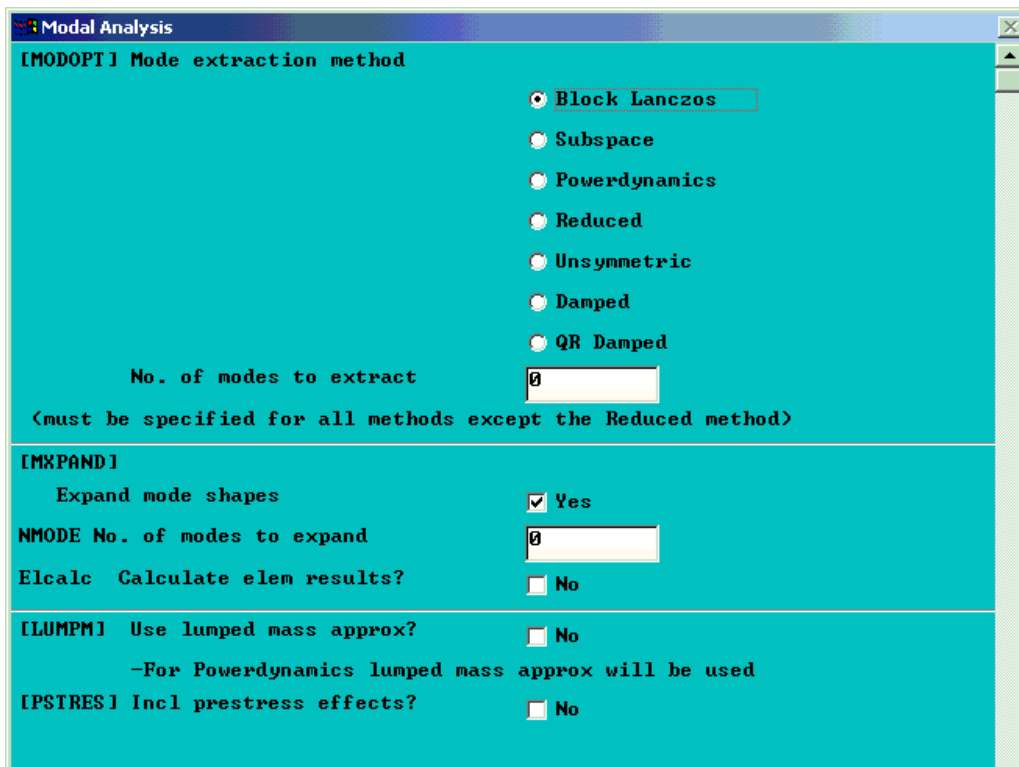 Modal Analysis
[MODOPT] Mode extraction method
Block Lanczos
Subspace
Powerdynamics
Reduced
Unsymmetric
Damped
QR Damped
No. of modes to extract 0
(must be specified for all methods except the Reduced method)
[MXPAND]
Expand mode shapes Yes
NMODE No. of modes to expand 0
Elcalc Calculate elem results? No
[LUMPM] Use lumped mass approx? No
-For Powerdynamics lumped mass approx will be used
[PSTRES] Incl prestress effects? No